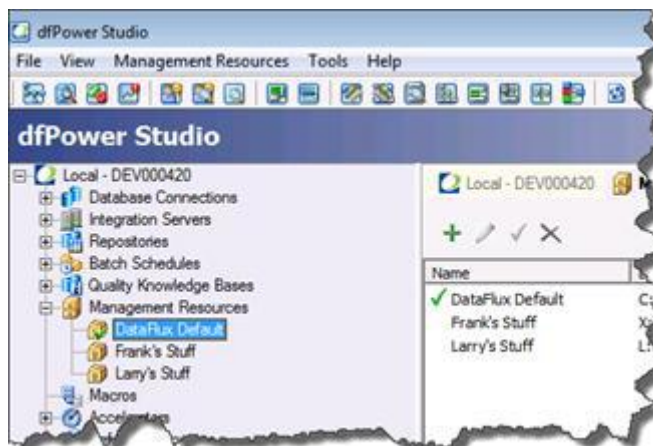 dfPower Studio
File View Management Resources Tools Help
dfPower Studio
Local - DEV000420
Database Connections
Integration Servers
Repositories
Batch Schedules
Quality Knowledge Bases
Management Resources
DataFlux Default
Frank's Stuff
Larry's Stuff
Macros
Accelerators
Local - DEV000420 M
Name
DataFlux Default C:
Frank's Stuff X:
Larry's Stuff L: